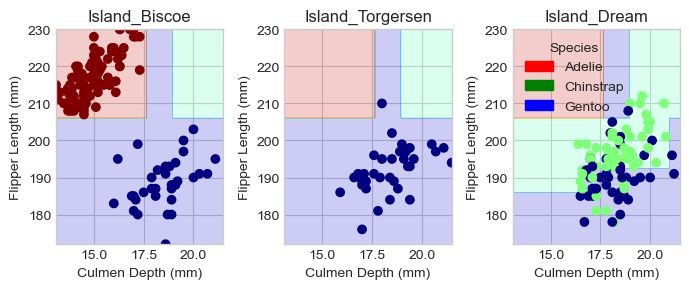 Island_Biscoe
Island_Torgersen
Island_Dream
230
220
210
200
190
180
Flipper Length (mm)
15.0
17.5
20.0
Culmen Depth (mm)
230
220
210
200
190
180
Flipper Length (mm)
15.0
17.5
20.0
Culmen Depth (mm)
230
220
210
200
190
180
Flipper Length (mm)
15.0
17.5
20.0
Culmen Depth (mm)
Species
Adelie
Chinstrap
Gentoo